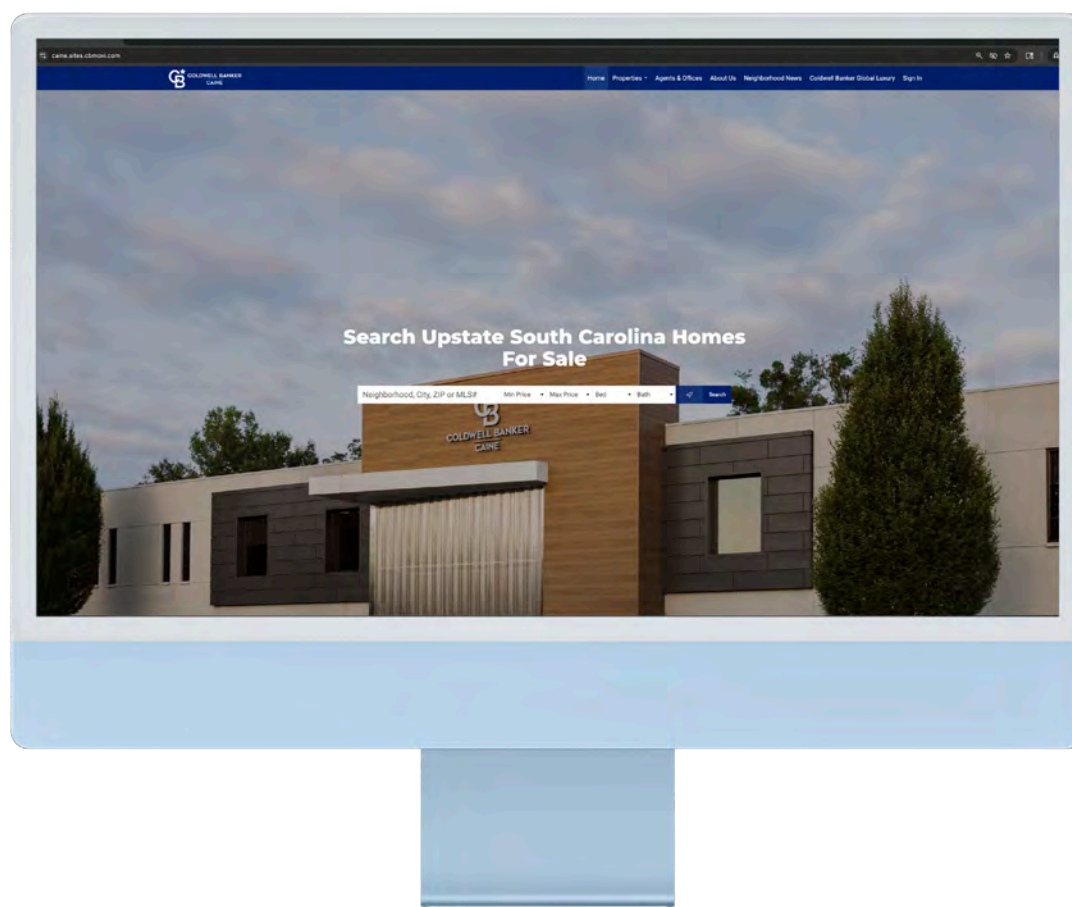 caine.sites.cbmoxi.com
CB
COLDWELL BANKER
CAINE
Home Properties Agents & Offices About Us Neighborhood News Coldwell Banker Global Luxury Sign In
Search Upstate South Carolina Homes
For Sale
Neighborhood, City, ZIP or MLS# Min Price Max Price Bed Bath Search
CB
COLDWELL BANKER
CAINE